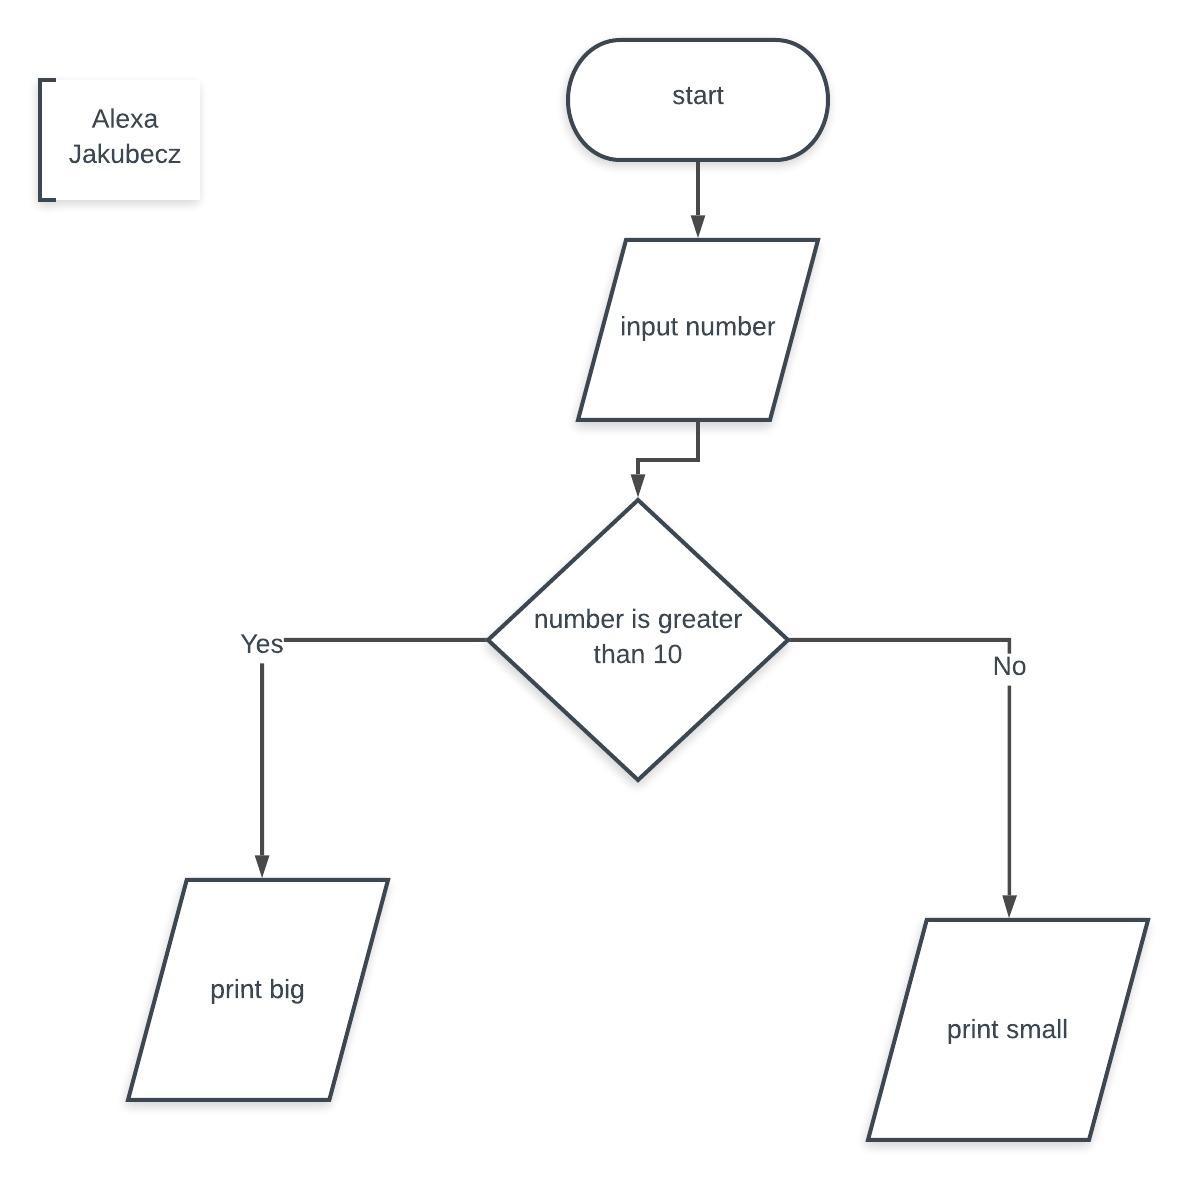 start
Alexa
Jakubecz
input number
number is greater
than 10
Yes
No
print big
print small